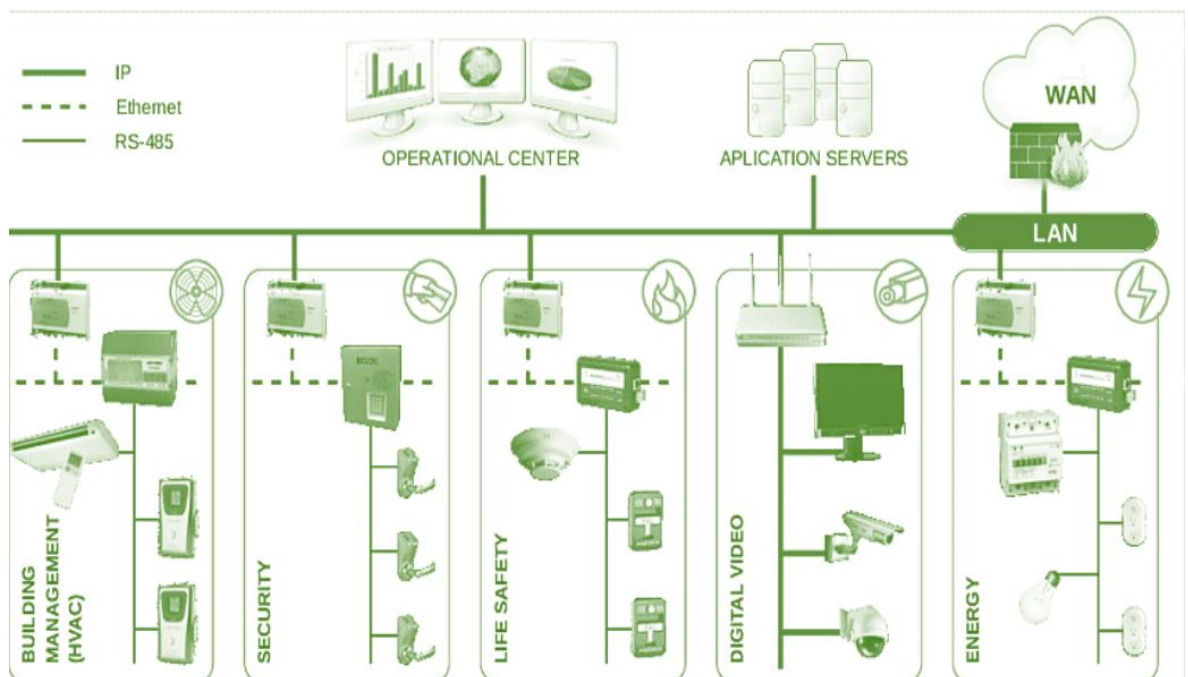 IP
Ethernet
RS-485
OPERATIONAL CENTER
APLICATION SERVERS
WAN
LAN
BUILDING
MANAGEMENT
(HVAC)
SECURITY
LIFE SAFETY
DIGITAL VIDEO
ENERGY